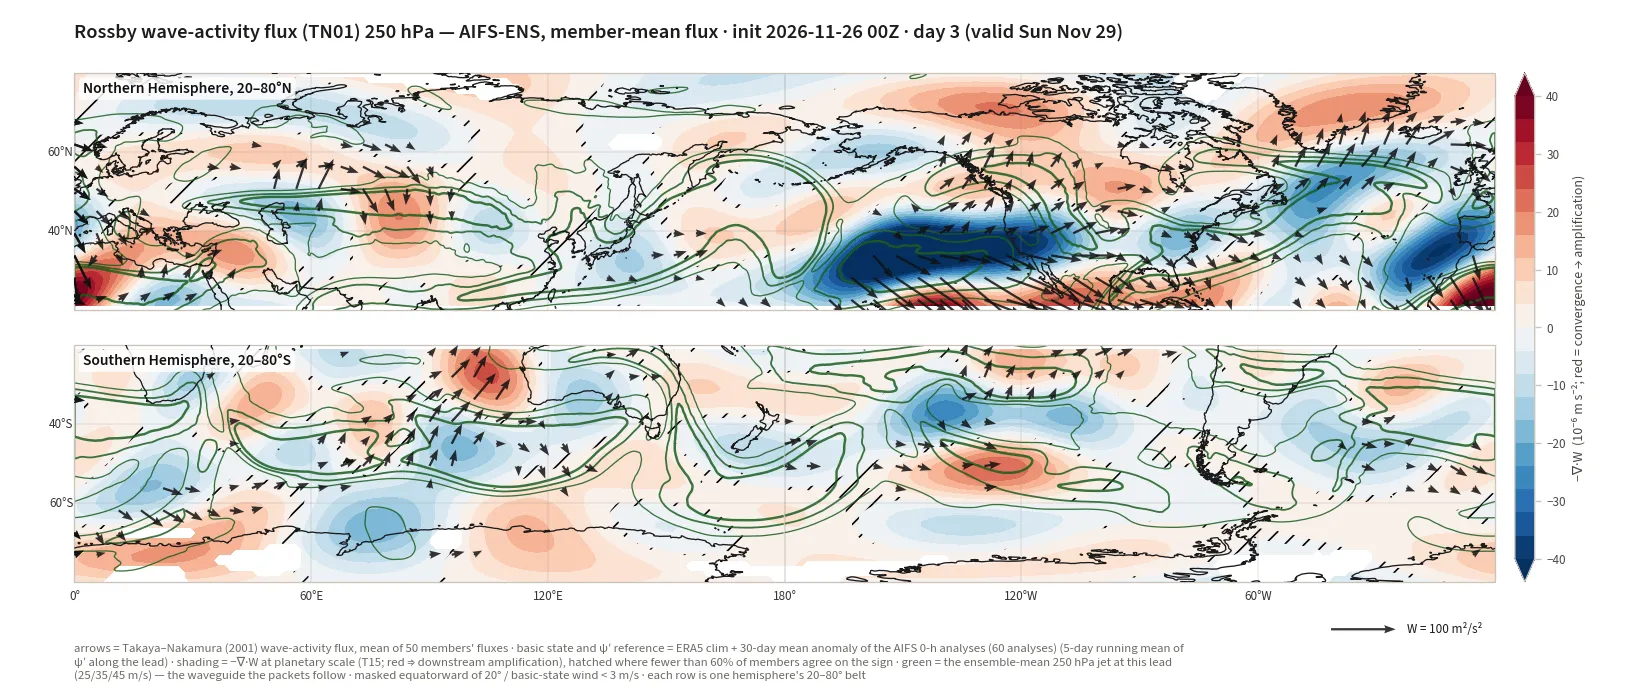 Rossby wave-activity flux (TN01) 250 hPa — AIFS-ENS, member-mean flux · init 2026-11-26 00Z · day 3 (valid Sun Nov 29)
Northern Hemisphere, 20–80°N
60°N
40°N
Southern Hemisphere, 20–80°S
40°S
60°S
0°
60°E
120°E
180°
120°W
60°W
40
30
20
10
0
−10
−20
−30
−40
−∇·W (10⁻⁶ m s⁻²; red = convergence → amplification)
W = 100 m²/s²
arrows = Takaya–Nakamura (2001) wave-activity flux, mean of 50 members' fluxes · basic state and ψ' reference = ERA5 clim + 30-day mean anomaly of the AIFS 0-h analyses (60 analyses) (5-day running mean of
ψ' along the lead) · shading = −∇·W at planetary scale (T15; red ⇒ downstream amplification), hatched where fewer than 60% of members agree on the sign · green = the ensemble-mean 250 hPa jet at this lead
(25/35/45 m/s) — the waveguide the packets follow · masked equatorward of 20° / basic-state wind < 3 m/s · each row is one hemisphere's 20–80° belt